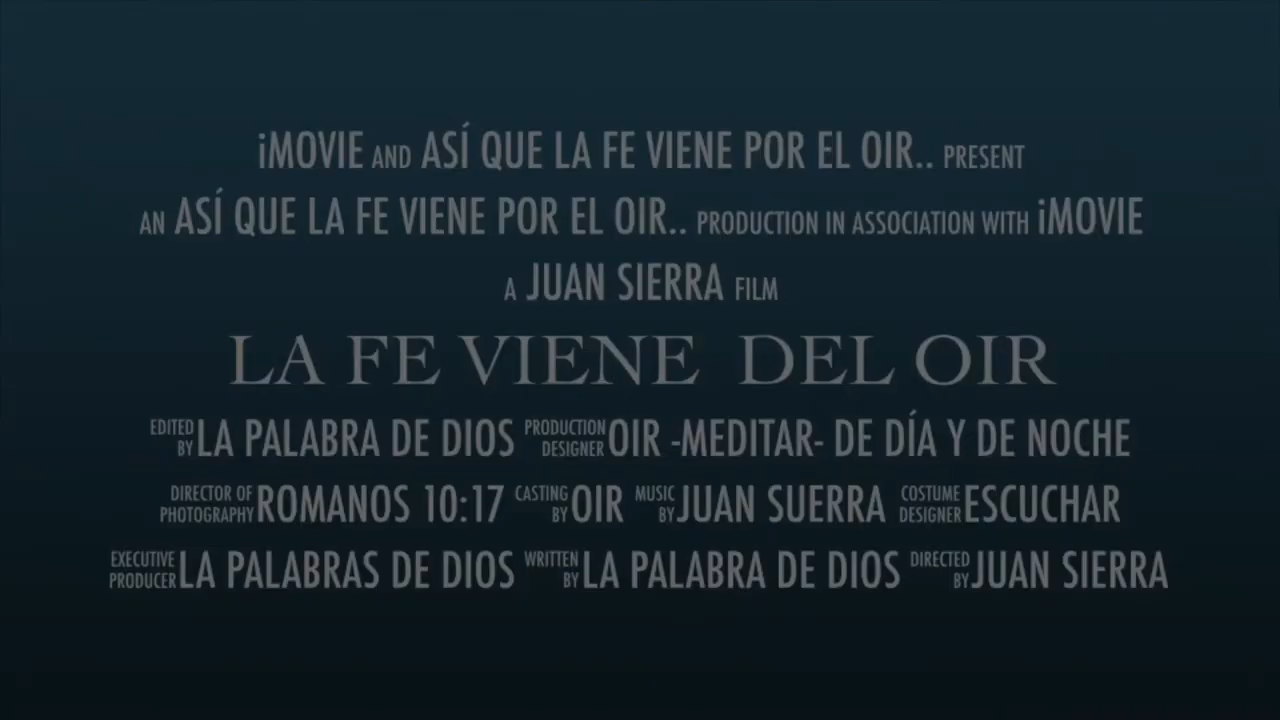 iMOVIE AND ASÍ QUE LA FE VIENE POR EL OIR.. PRESENT
AN ASÍ QUE LA FE VIENE POR EL OIR.. PRODUCTION IN ASSOCIATION WITH iMOVIE
A JUAN SIERRA FILM
LA FE VIENE DEL OIR
EDITED BY LA PALABRA DE DIOS PRODUCTION DESIGNER OIR -MEDITAR- DE DÍA Y DE NOCHE
DIRECTOR OF PHOTOGRAPHY ROMANOS 10:17 CASTING BY OIR MUSIC BY JUAN SUERRA COSTUME DESIGNER ESCUCHAR
EXECUTIVE PRODUCER LA PALABRAS DE DIOS WRITTEN BY LA PALABRA DE DIOS DIRECTED BY JUAN SIERRA